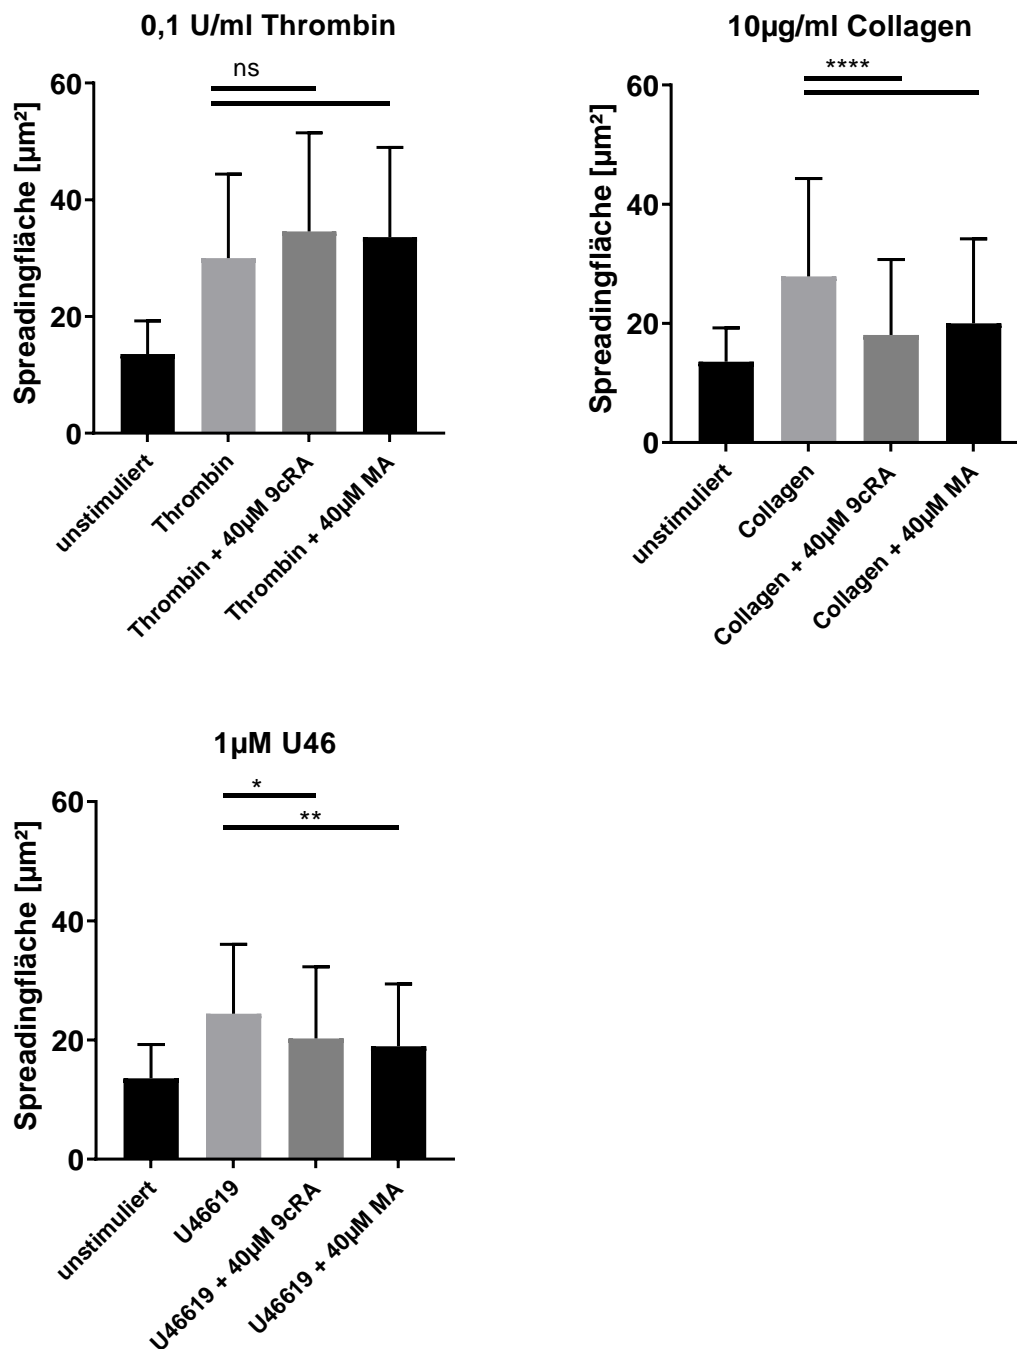 0,1 U/ml Thrombin
ns
Spreadingfläche [µm²]
60
40
20
0
unstimuliert
Thrombin
Thrombin + 40µM 9cRA
Thrombin + 40µM MA
10µg/ml Collagen
****
Spreadingfläche [µm²]
60
40
20
0
unstimuliert
Collagen
Collagen + 40µM 9cRA
Collagen + 40µM MA
1µM U46
*
**
Spreadingfläche [µm²]
60
40
20
0
unstimuliert
U46619
U46619 + 40µM 9cRA
U46619 + 40µM MA